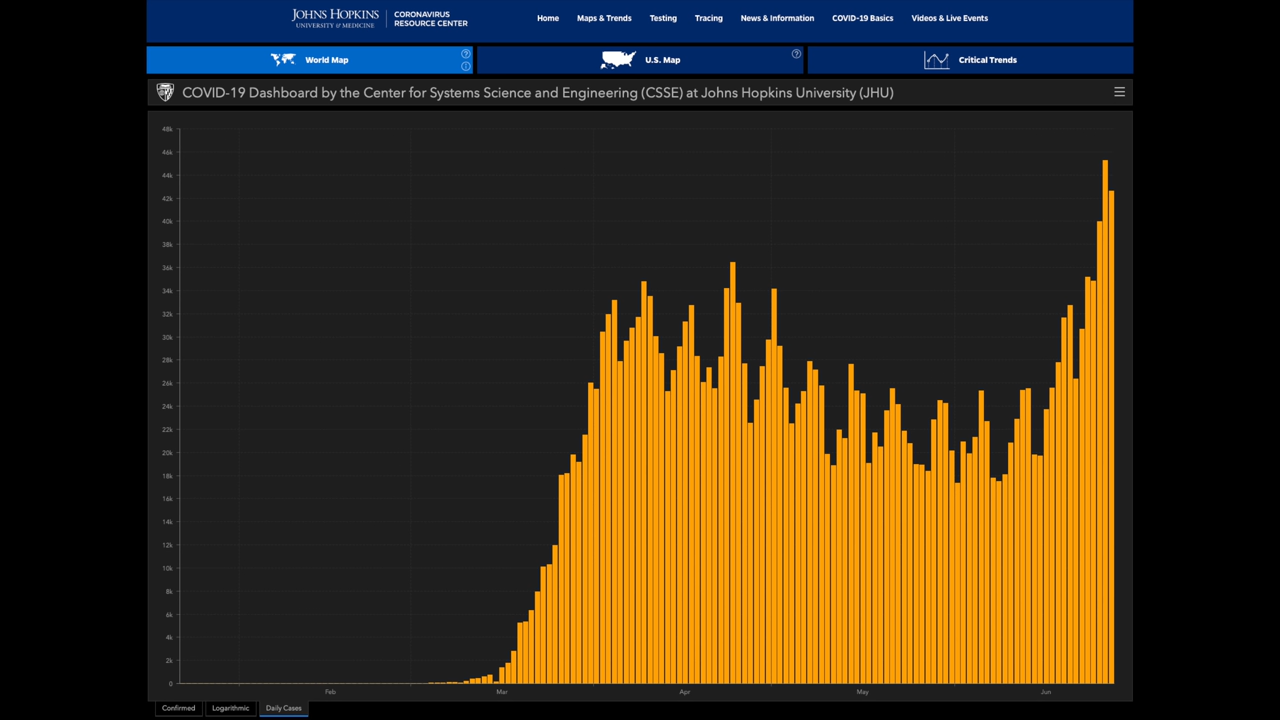 JOHNS HOPKINS
UNIVERSITY & MEDICINE
CORONAVIRUS
RESOURCE CENTER
Home Maps & Trends Testing Tracing News & Information COVID-19 Basics Videos & Live Events
World Map ? i U.S. Map ? Critical Trends
COVID-19 Dashboard by the Center for Systems Science and Engineering (CSSE) at Johns Hopkins University (JHU)
48k
46k
44k
42k
40k
38k
36k
34k
32k
30k
28k
26k
24k
22k
20k
18k
16k
14k
12k
10k
8k
6k
4k
2k
0
Feb Mar Apr May Jun
Confirmed Logarithmic Daily Cases